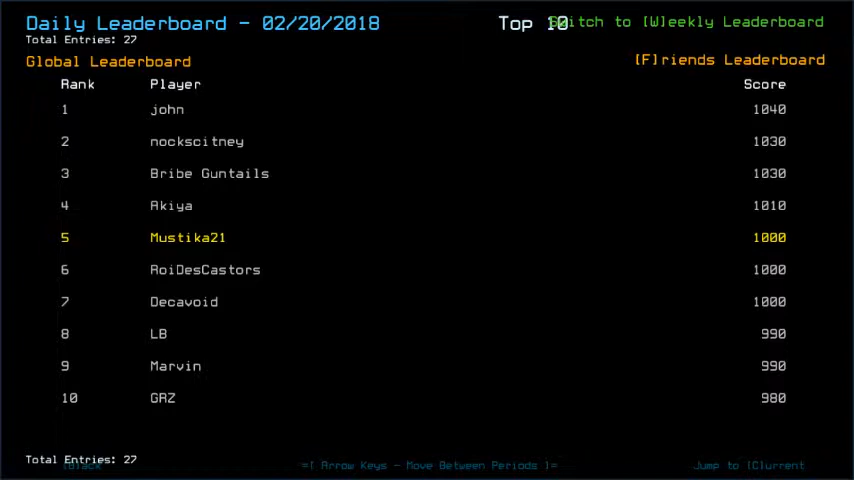 Daily Leaderboard - 02/20/2018 Top 10 Switch to [W]eekly Leaderboard
Total Entries: 27
Global Leaderboard [F]riends Leaderboard
Rank Player Score
1 john 1040
2 nockscitney 1030
3 Bribe Guntails 1030
4 Akiya 1010
5 Mustika21 1000
6 RoiDesCastors 1000
7 Decavoid 1000
8 LB 990
9 Marvin 990
10 GRZ 980
Total Entries: 27
[B]ack =[ Arrow Keys - Move Between Periods ]= Jump to [C]urrent